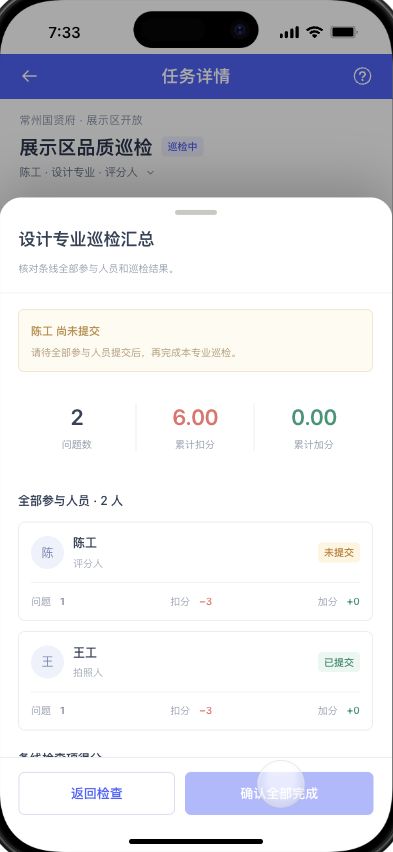 7:33
任务详情
常州国贤府 · 展示区开放
展示区品质巡检 巡检中
陈工 · 设计专业 · 评分人
设计专业巡检汇总
核对条线全部参与人员和巡检结果。
陈工 尚未提交
请待全部参与人员提交后，再完成本专业巡检。
2 6.00 0.00
问题数 累计扣分 累计加分
全部参与人员 · 2 人
陈 陈工 未提交
评分人
问题 1 扣分 −3 加分 +0
王 王工 已提交
拍照人
问题 1 扣分 −3 加分 +0
条线检查项得分
返回检查 确认全部完成